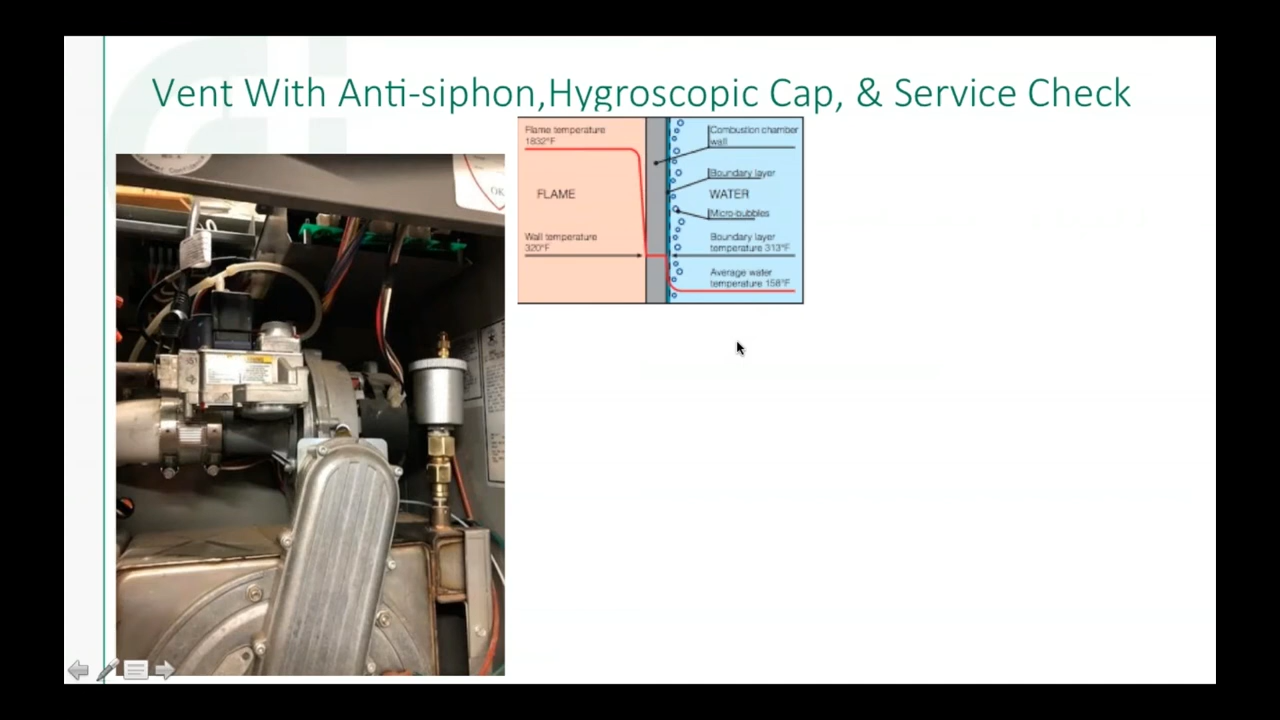 Vent With Anti-siphon,Hygroscopic Cap, & Service Check
Flame temperature
1832°F
Combustion chamber
wall
Boundary layer
FLAME
WATER
Micro-bubbles
Wall temperature
320°F
Boundary layer
temperature 313°F
Average water
temperature 158°F
OK